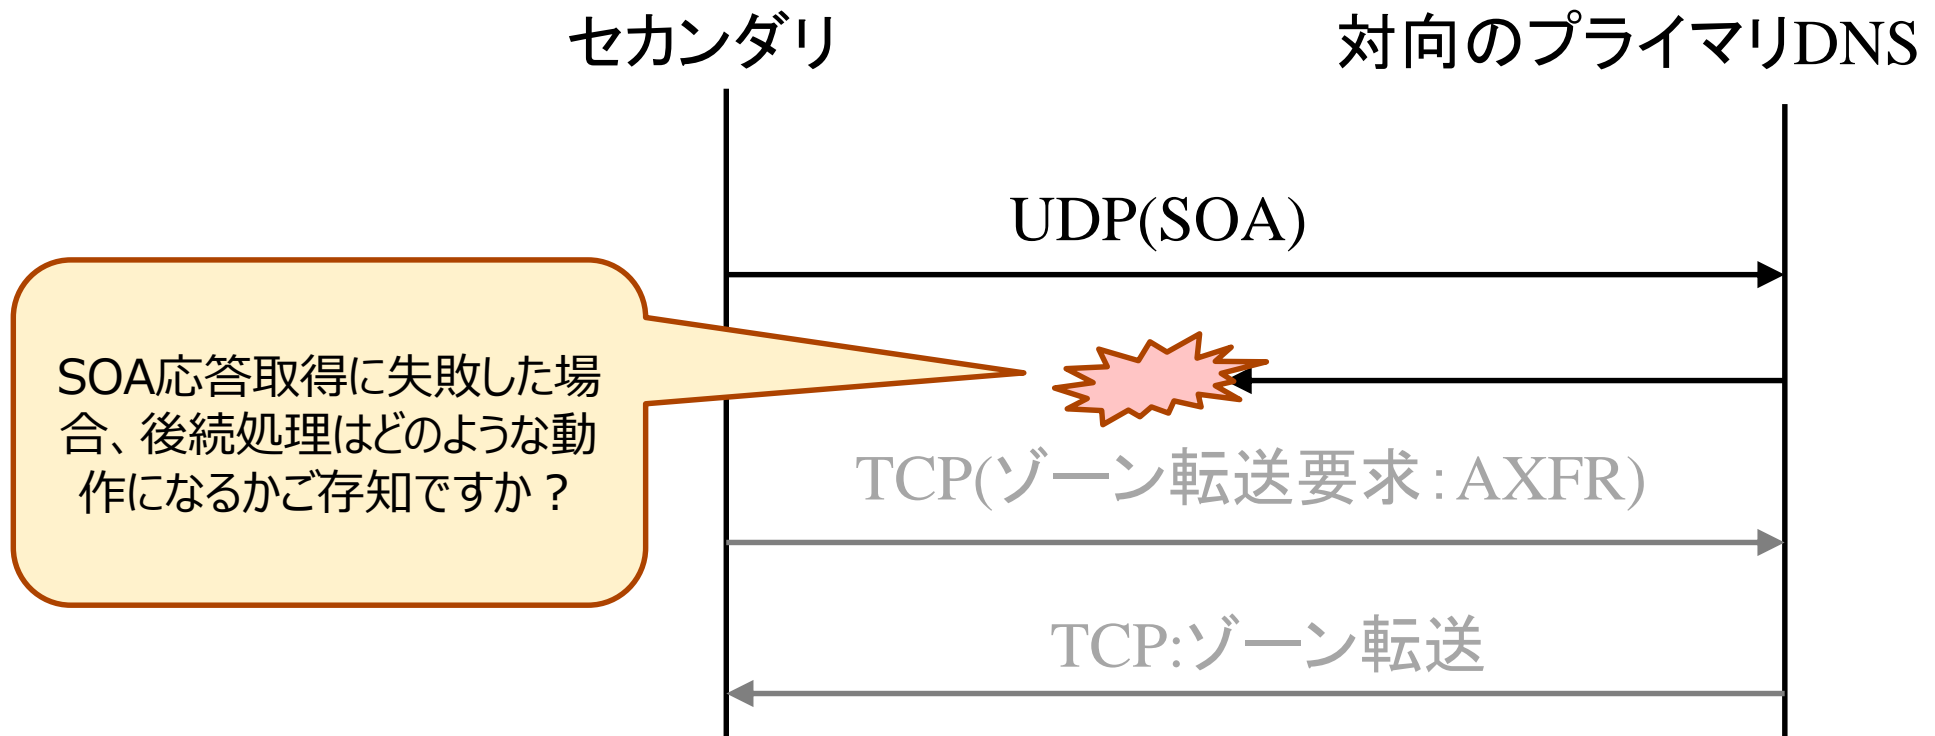 セカンダリ
対向のプライマリDNS
UDP(SOA)
SOA応答取得に失敗した場
合、後続処理はどのような動
作になるかご存知ですか？
TCP(ゾーン転送要求:AXFR)
TCP:ゾーン転送